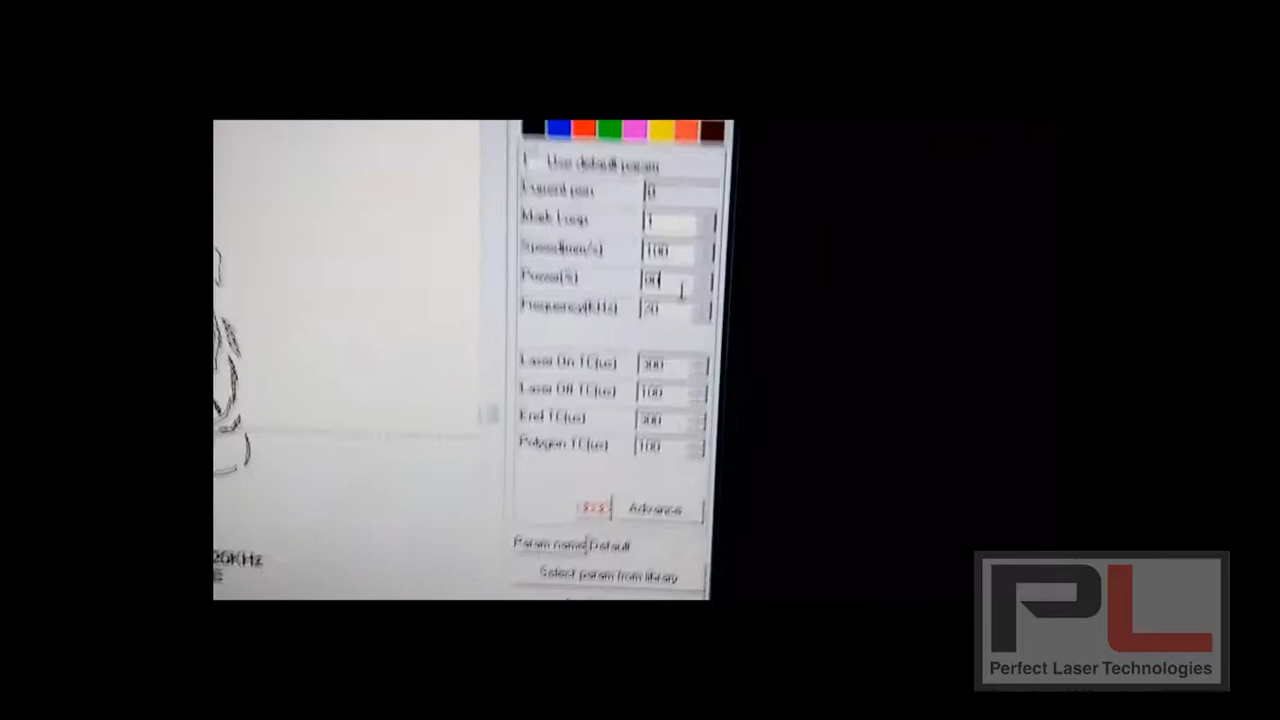 Use default param
Current pen 0
Mark Loop 1
Speed(mm/s) 100
Power(%)
Frequency(KHz) 20
Laser On TC(us) 300
Laser Off TC(us) 100
End TC(us) 300
Polygon TC(us) 100
Advance
Param name Default
Select param from library
20KHz
PL
Perfect Laser Technologies